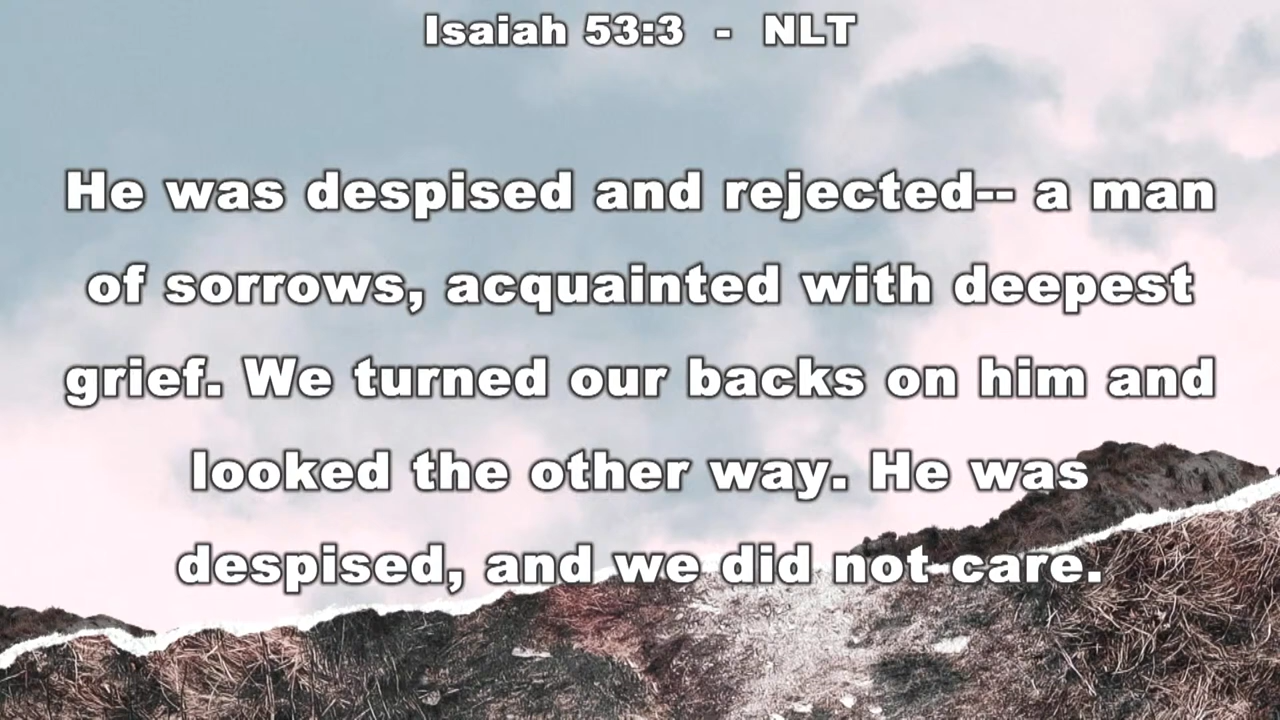 Isaiah 53:3 - NLT
He was despised and rejected-- a man
of sorrows, acquainted with deepest
grief. We turned our backs on him and
looked the other way. He was
despised, and we did not care.